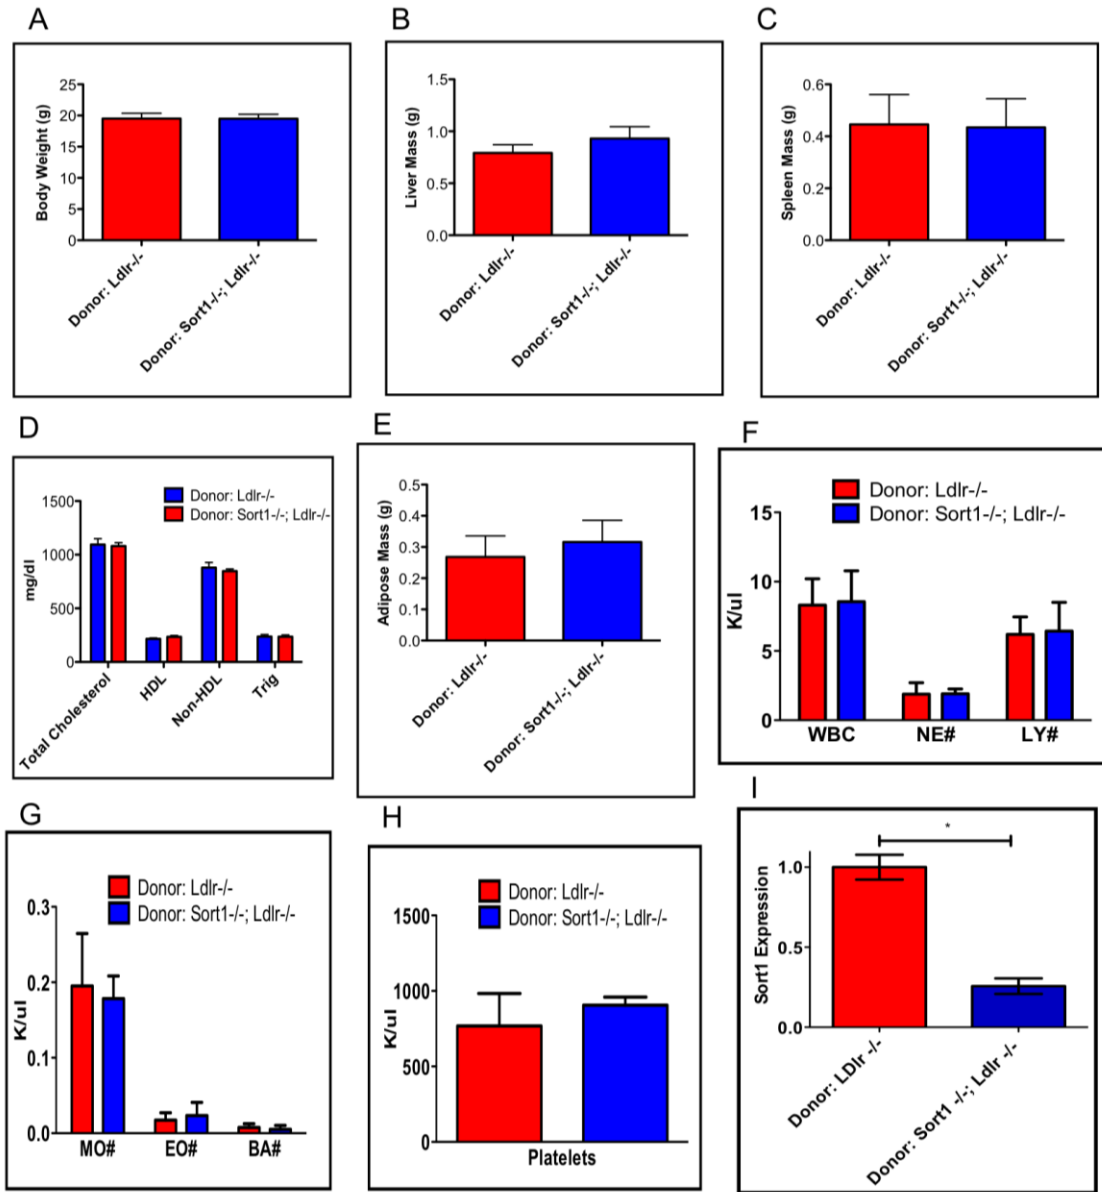 A
Body Weight (g)
25
20
15
10
5
0
Donor: Ldlr-/-
Donor: Sort1-/-; Ldlr-/-
B
Liver Mass (g)
1.5
1.0
0.5
0.0
Donor: Ldlr-/-
Donor: Sort1-/-; Ldlr-/-
C
Spleen Mass (g)
0.6
0.4
0.2
0.0
Donor: Ldlr-/-
Donor: Sort1-/-; Ldlr-/-
D
Donor: Ldlr-/-
Donor: Sort1-/-; Ldlr-/-
mg/dl
1500
1000
500
0
Total Cholesterol
HDL
Non-HDL
Trig
E
Adipose Mass (g)
0.5
0.4
0.3
0.2
0.1
0.0
Donor: Ldlr-/-
Donor: Sort1-/-; Ldlr-/-
F
Donor: Ldlr-/-
Donor: Sort1-/-; Ldlr-/-
K/ul
15
10
5
0
WBC NE# LY#
G
Donor: Ldlr-/-
Donor: Sort1-/-; Ldlr-/-
K/ul
0.3
0.2
0.1
0.0
MO# EO# BA#
H
Donor: Ldlr-/-
Donor: Sort1-/-; Ldlr-/-
K/ul
1500
1000
500
0
Platelets
I
*
Sort1 Expression
1.0
0.5
0.0
Donor: LDlr -/-
Donor: Sort1 -/-; Ldlr -/-